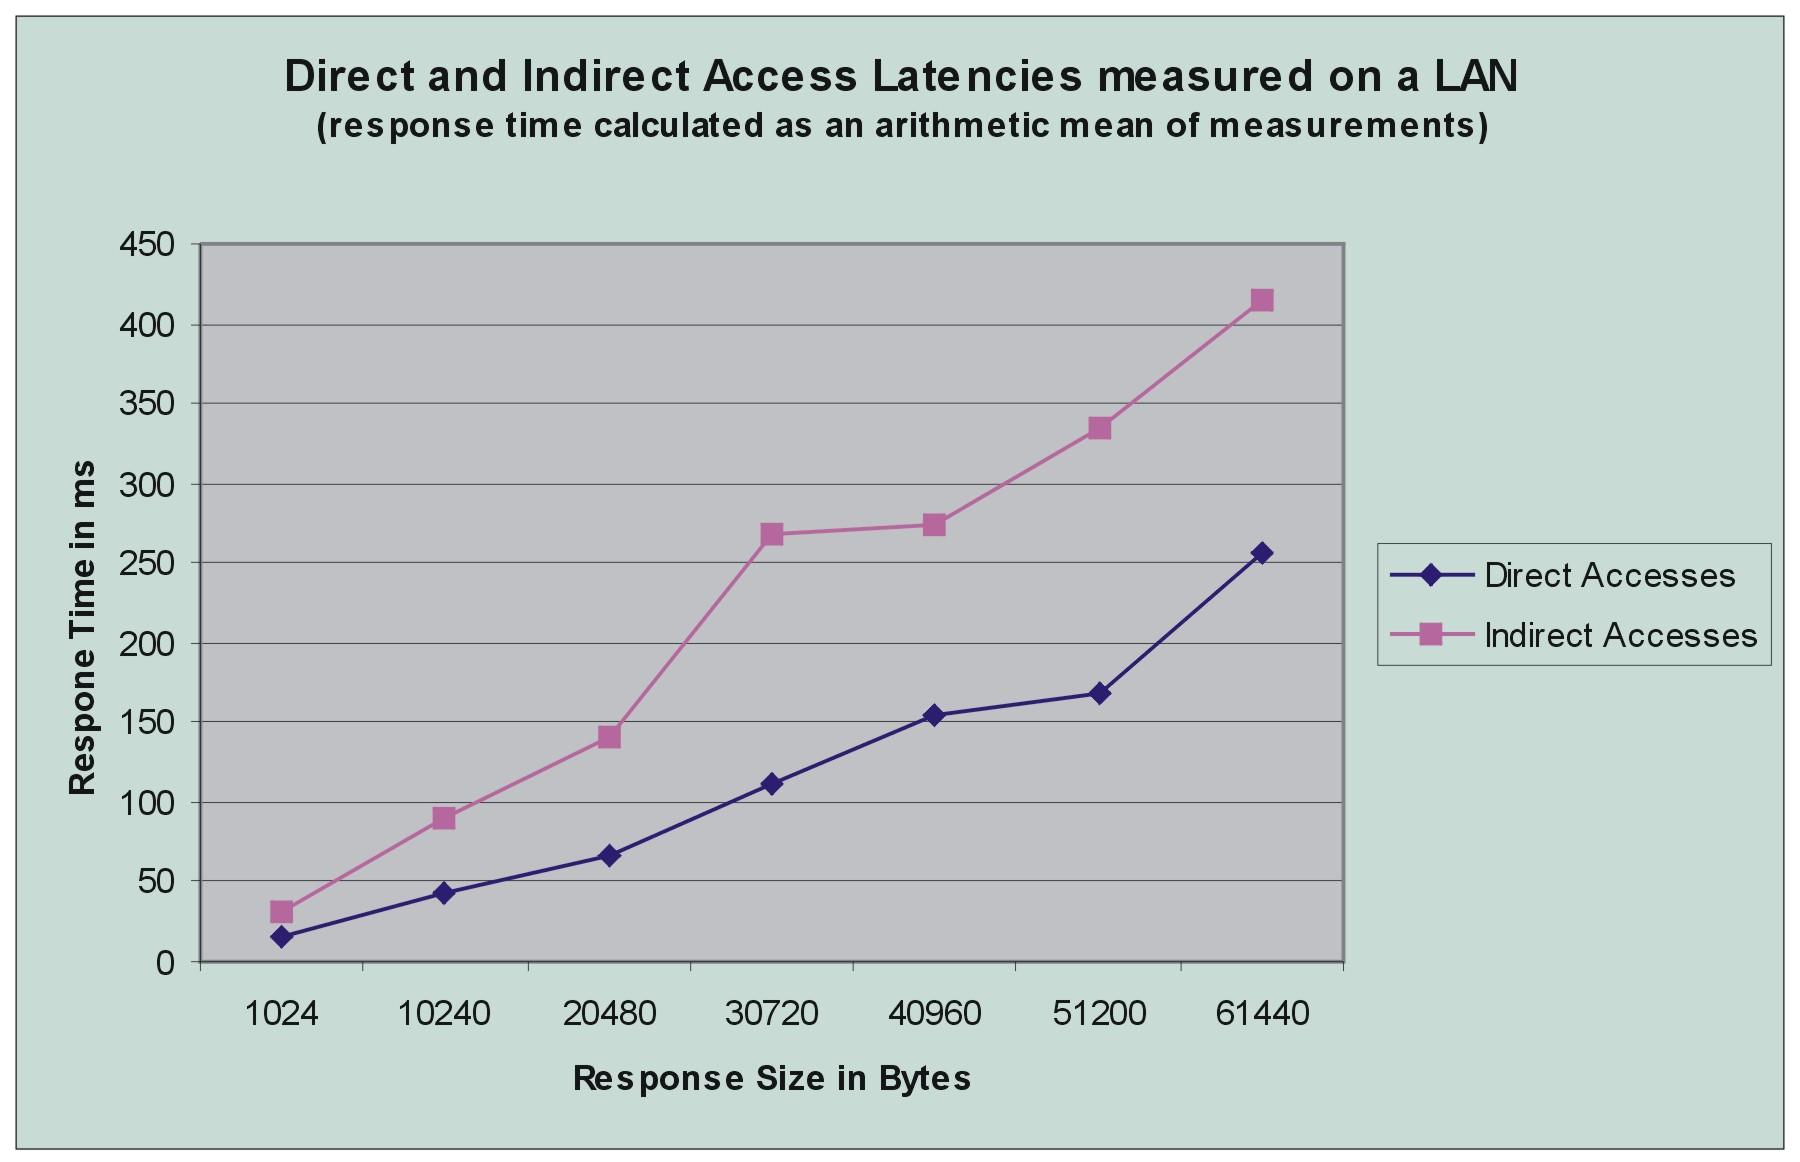 Direct and Indirect Access Latencies measured on a LAN
(response time calculated as an arithmetic mean of measurements)
450
400
350
300
250
200
150
100
50
0
Respone Time in ms
Direct Accesses
Indirect Accesses
1024 10240 20480 30720 40960 51200 61440
Response Size in Bytes